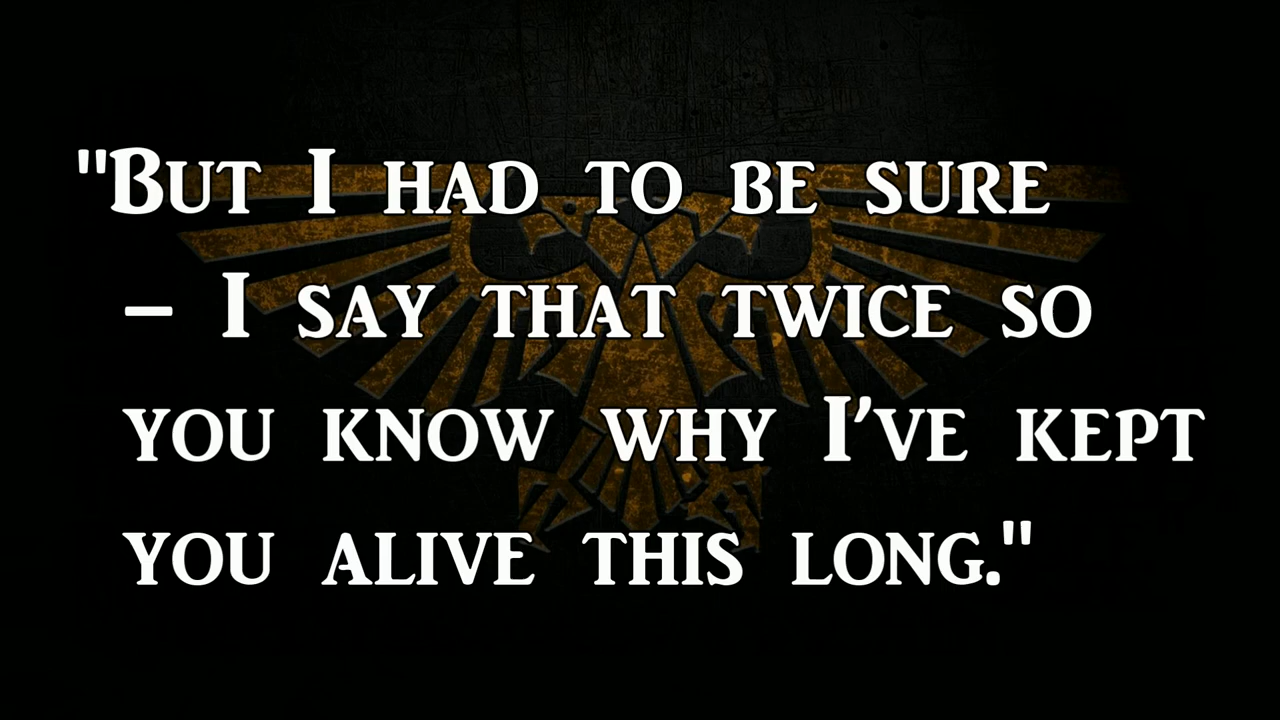 "But I had to be sure
– I say that twice so
you know why I've kept
you alive this long."